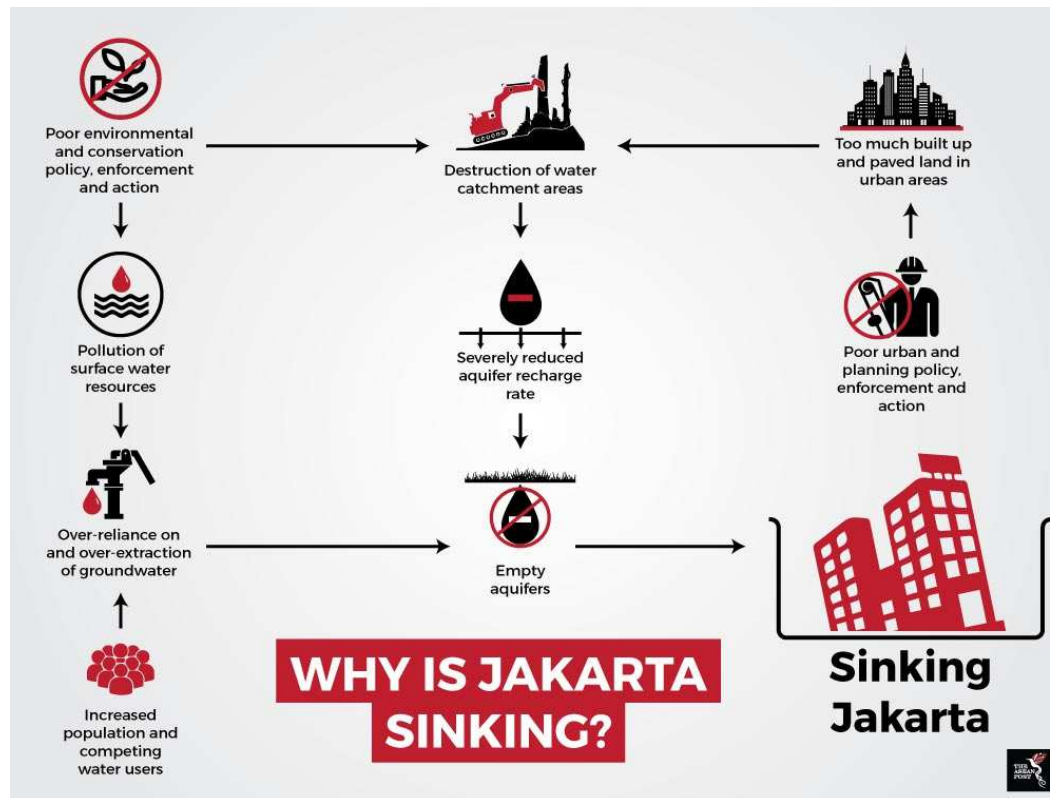 Poor environmental
and conservation
policy, enforcement
and action
Destruction of water
catchment areas
Too much built up
and paved land in
urban areas
Pollution of
surface water
resources
Severely reduced
aquifer recharge
rate
Poor urban and
planning policy,
enforcement and
action
Over-reliance on
and over-extraction
of groundwater
Empty
aquifers
Increased
population and
competing
water users
WHY IS JAKARTA
SINKING?
Sinking
Jakarta
THE
ASEAN
POST